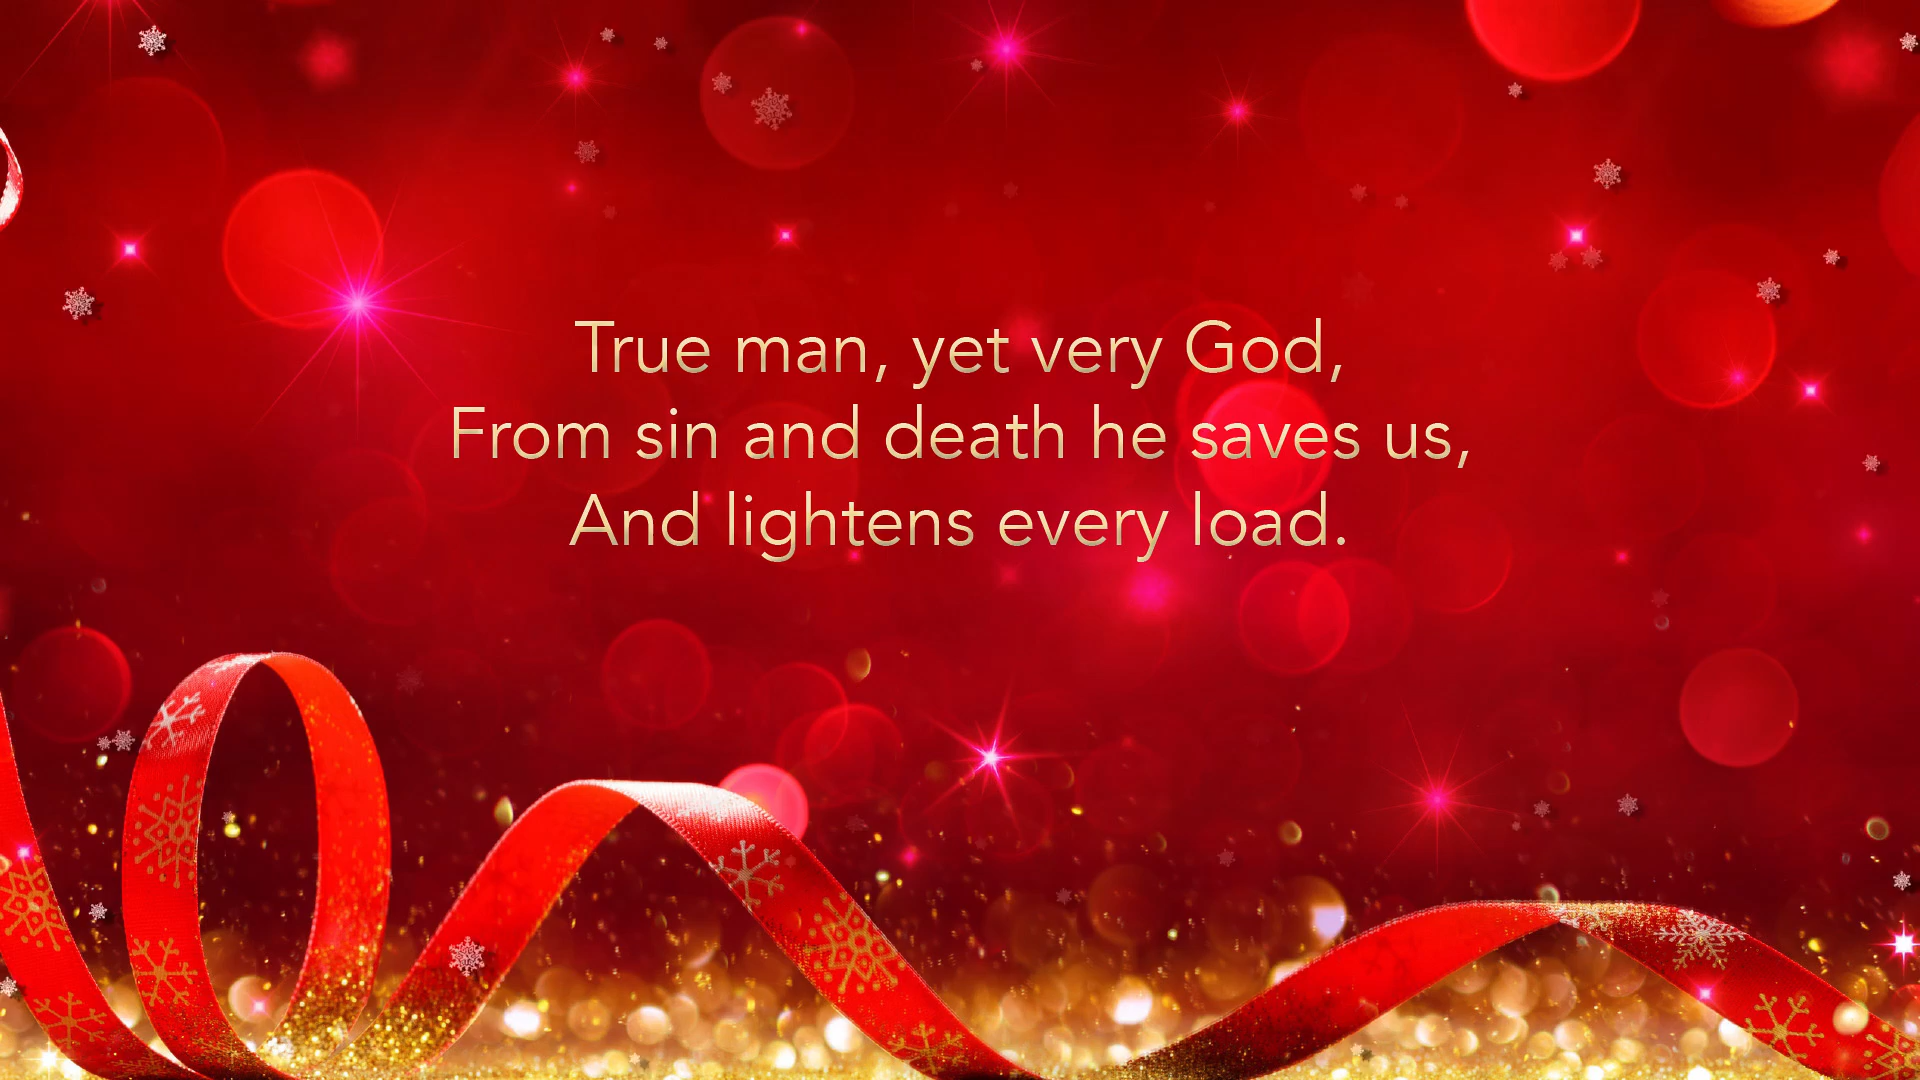 True man, yet very God,
From sin and death he saves us,
And lightens every load.